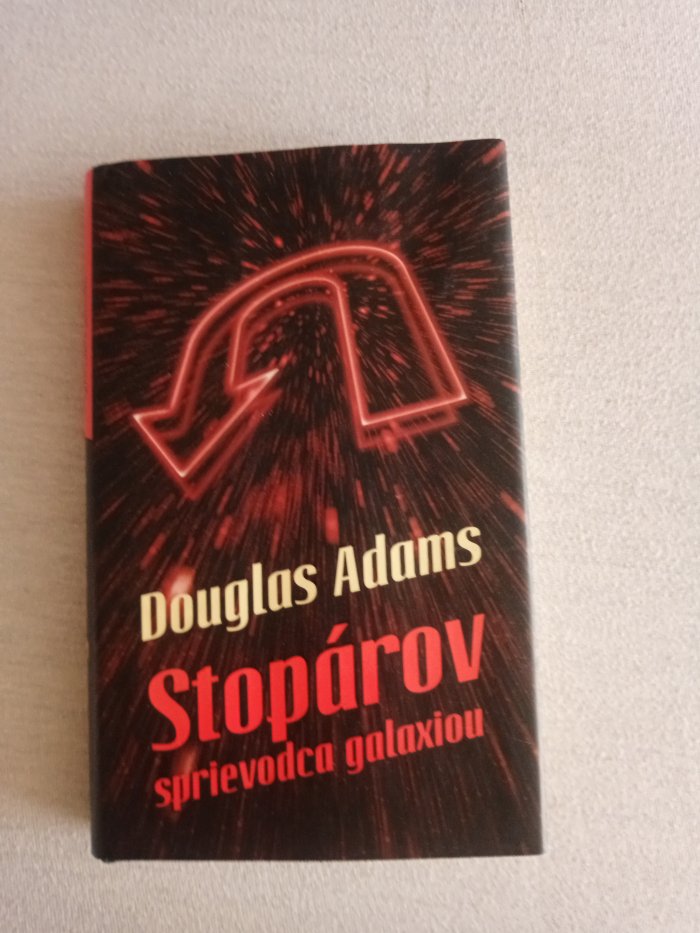 Douglas Adams
Stopárov
sprievodca galaxiou